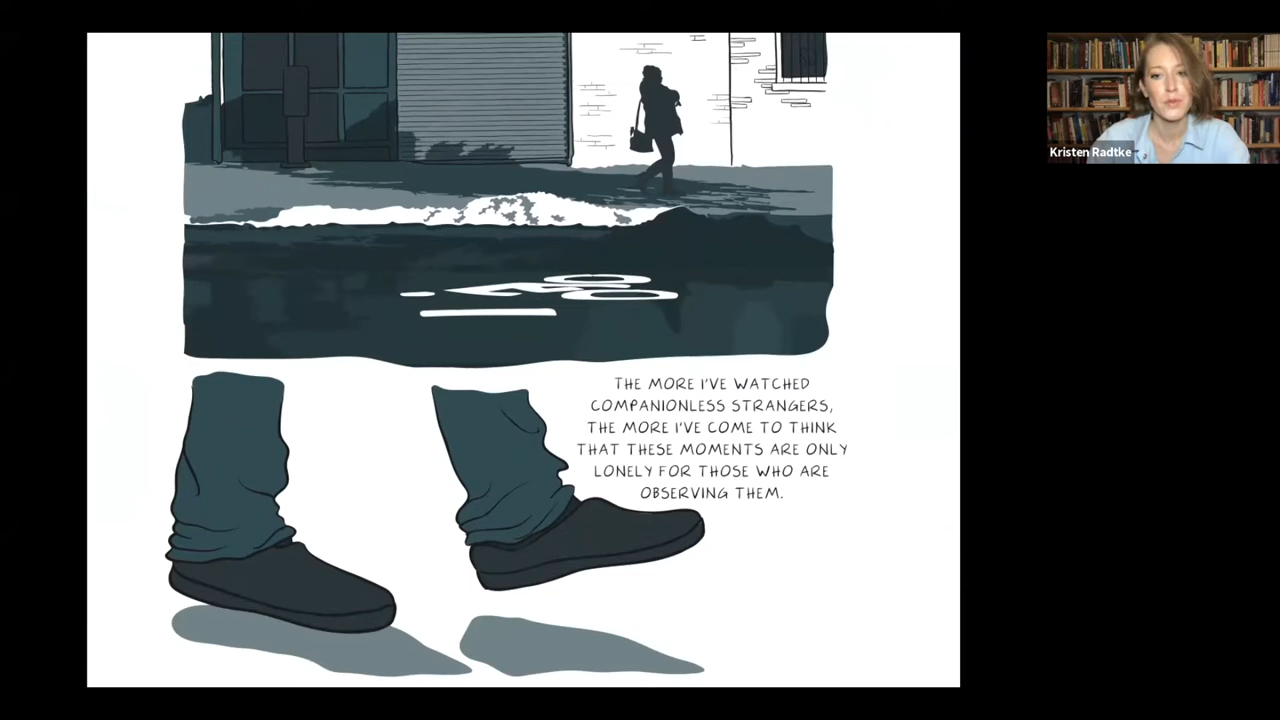 Kristen Radtke
THE MORE I'VE WATCHED
COMPANIONLESS STRANGERS,
THE MORE I'VE COME TO THINK
THAT THESE MOMENTS ARE ONLY
LONELY FOR THOSE WHO ARE
OBSERVING THEM.